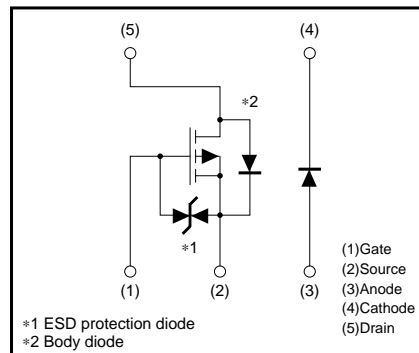 (5) (4)
∗2
∗1
(1) (2) (3)
(1)Gate
(2)Source
(3)Anode
(4)Cathode
(5)Drain
∗1 ESD protection diode
∗2 Body diode